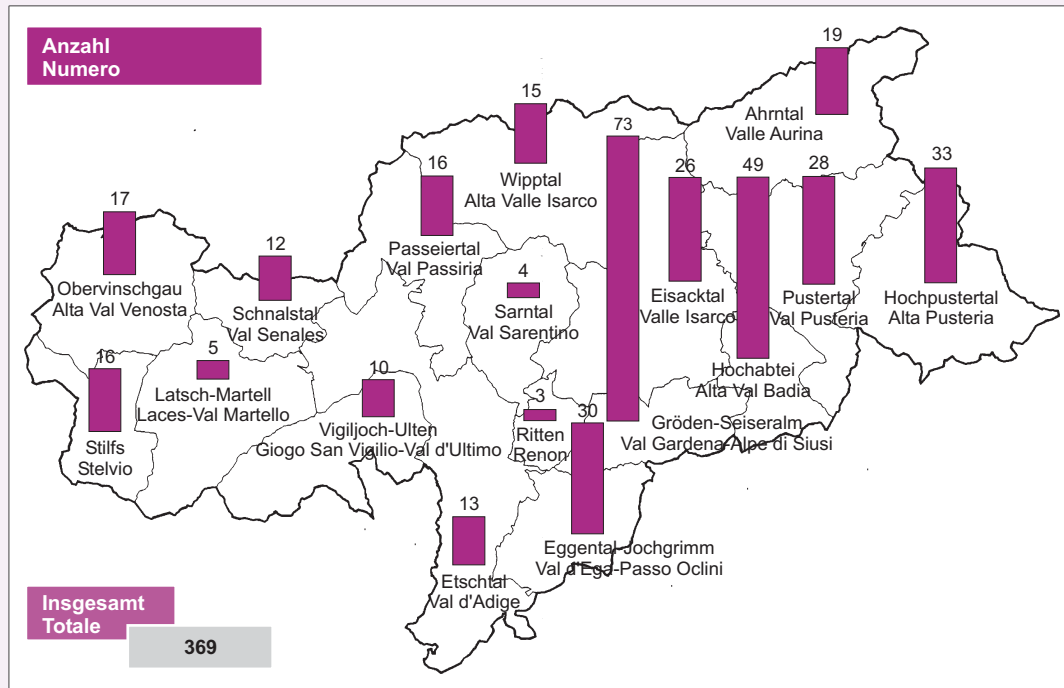 Anzahl
Numero
19
Ahrntal
Valle Aurina
15
Wipptal
Alta Valle Isarco
73
Gröden-Seiseralm
Val Gardena-Alpe di Siusi
16
Passeiertal
Val Passiria
26
Eisacktal
Valle Isarco
49
Hochabtei
Alta Val Badia
28
Pustertal
Val Pusteria
33
Hochpustertal
Alta Pusteria
17
Obervinschgau
Alta Val Venosta
12
Schnalstal
Val Senales
4
Sarntal
Val Sarentino
16
Stilfs
Stelvio
5
Latsch-Martell
Laces-Val Martello
10
Vigiljoch-Ulten
Giogo San Vigilio-Val d'Ultimo
3
Ritten
Renon
30
Eggental-Jochgrimm
Val d'Ega-Passo Oclini
13
Etschtal
Val d'Adige
Insgesamt
Totale
369